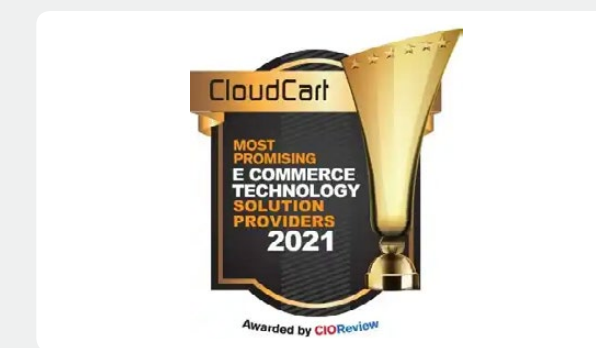 CloudCart
MOST
PROMISING
E COMMERCE
TECHNOLOGY
SOLUTION
PROVIDERS
2021
Awarded by CIOReview